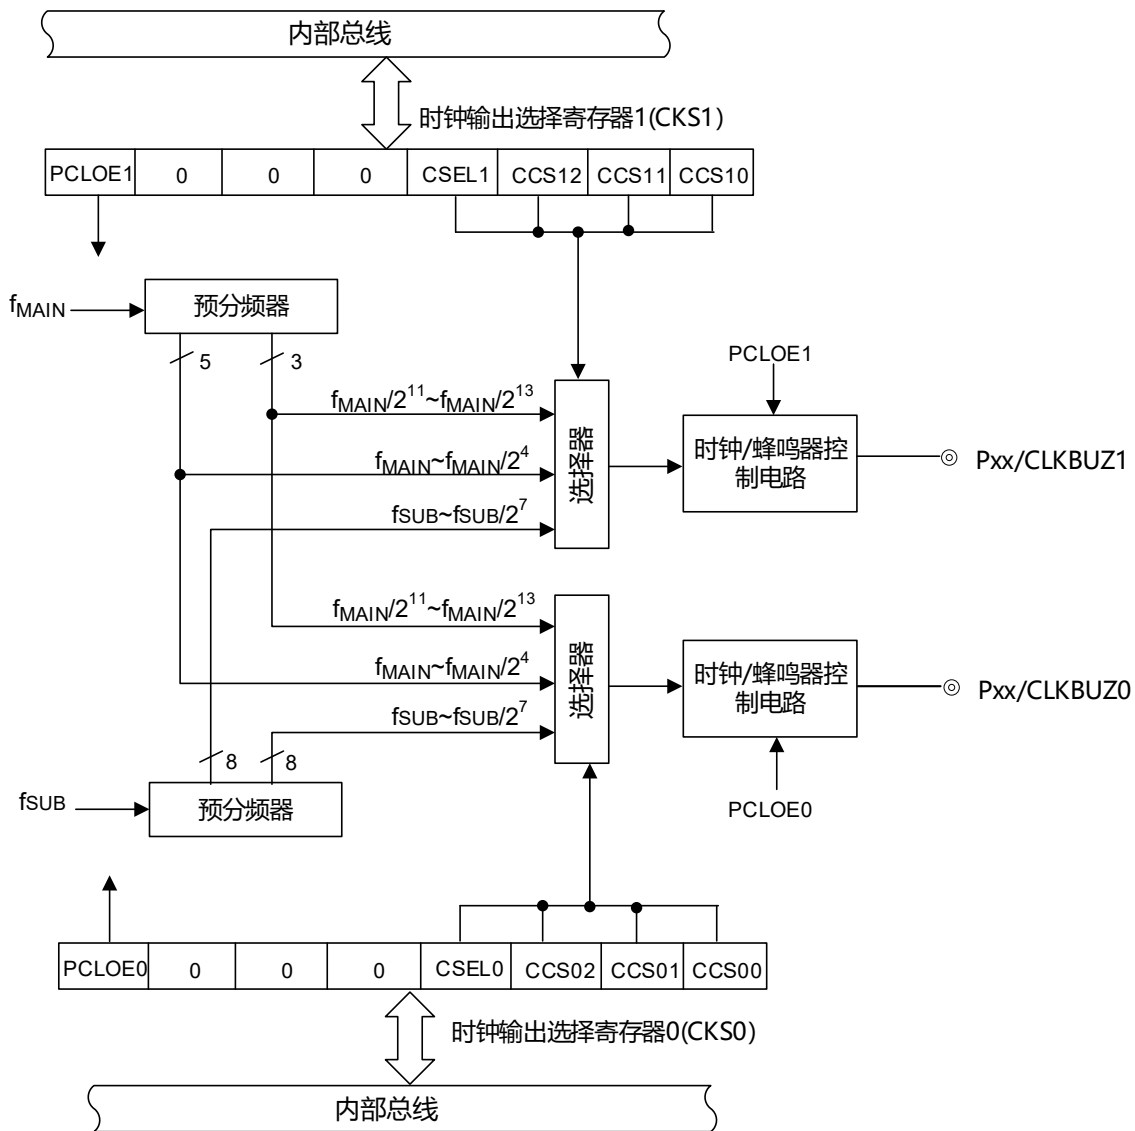 内部总线
时钟输出选择寄存器1(CKS1)
PCLOE1 0 0 0 CSEL1 CCS12 CCS11 CCS10
fMAIN
预分频器
5 3
PCLOE1
fMAIN/2^11~fMAIN/2^13
fMAIN~fMAIN/2^4
fSUB~fSUB/2^7
选择器
时钟/蜂鸣器控
制电路
Pxx/CLKBUZ1
fMAIN/2^11~fMAIN/2^13
fMAIN~fMAIN/2^4
fSUB~fSUB/2^7
选择器
时钟/蜂鸣器控
制电路
Pxx/CLKBUZ0
8 8
fSUB
预分频器
PCLOE0
PCLOE0 0 0 0 CSEL0 CCS02 CCS01 CCS00
时钟输出选择寄存器0(CKS0)
内部总线